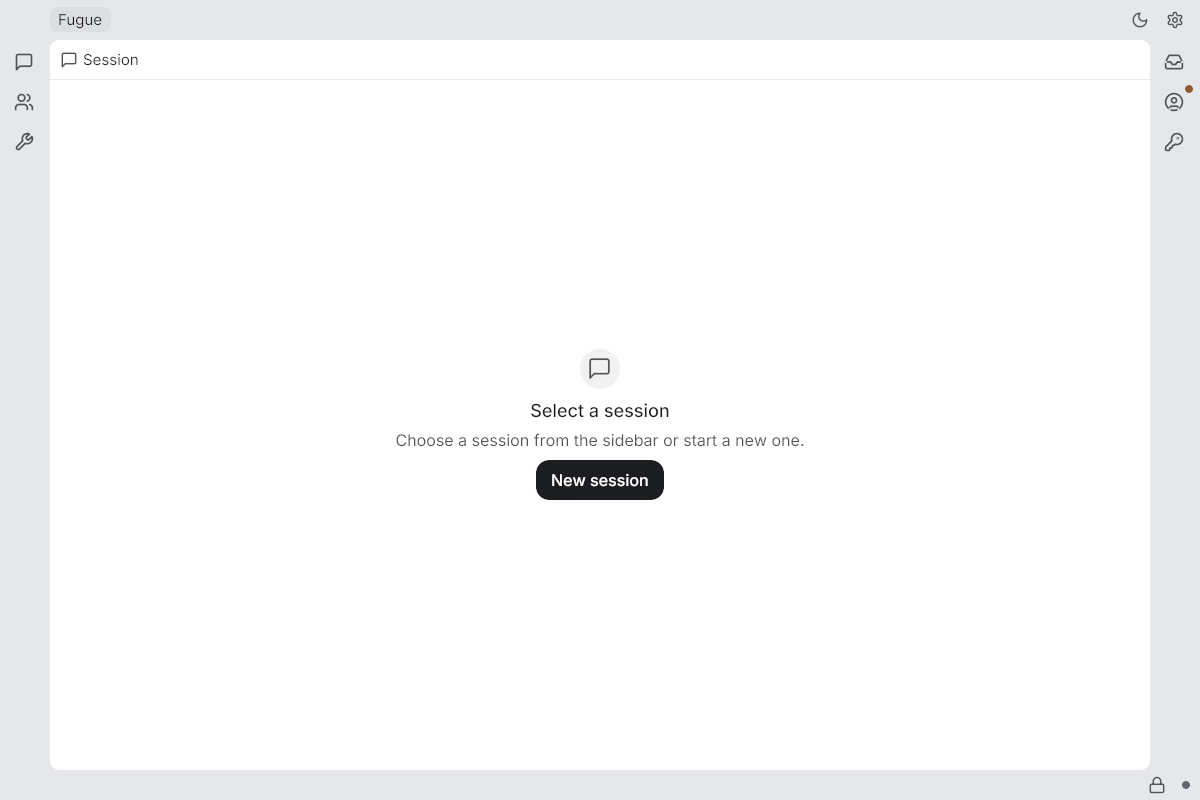 Fugue
Session
Select a session
Choose a session from the sidebar or start a new one.
New session